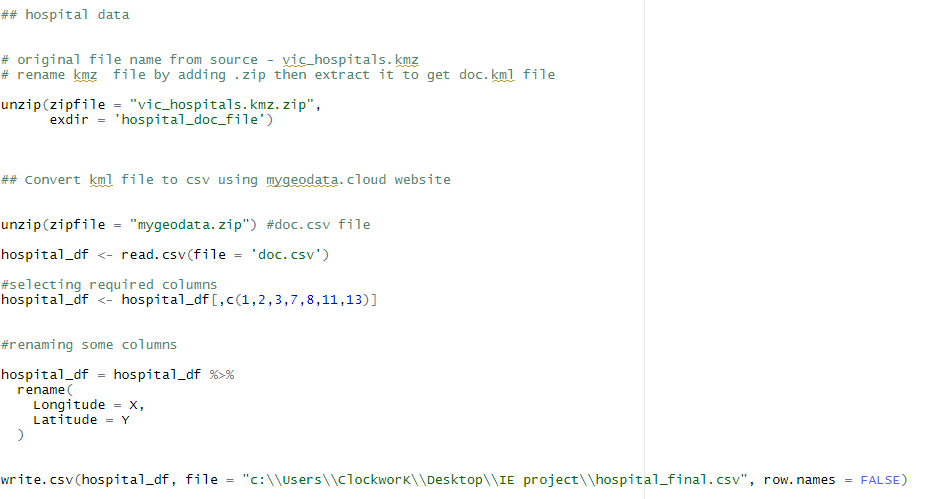 ## hospital data
# original file name from source - vic_hospitals.kmz
# rename kmz  file by adding .zip then extract it to get doc.kml file
unzip(zipfile = "vic_hospitals.kmz.zip",
      exdir = 'hospital_doc_file')
## Convert kml file to csv using mygeodata.cloud website
unzip(zipfile = "mygeodata.zip") #doc.csv file
hospital_df <- read.csv(file = 'doc.csv')
#selecting required columns
hospital_df <- hospital_df[,c(1,2,3,7,8,11,13)]
#renaming some columns
hospital_df = hospital_df %>%
  rename(
    Longitude = X,
    Latitude = Y
  )
write.csv(hospital_df, file = "c:\\Users\\ClockworK\\Desktop\\IE project\\hospital_final.csv", row.names = FALSE)